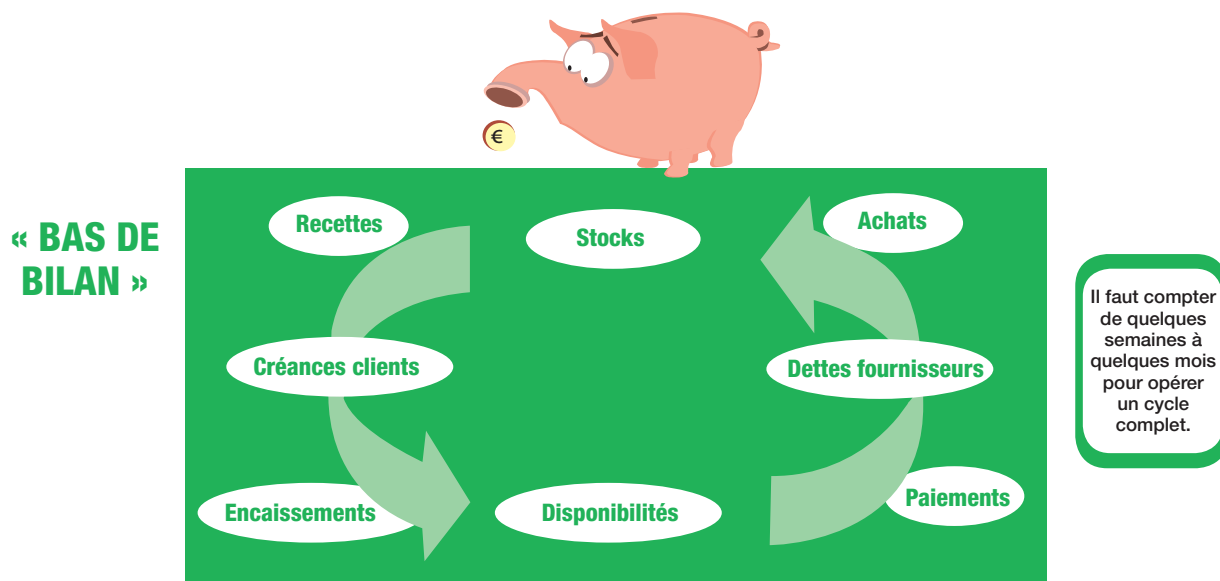 €
« BAS DE
BILAN »
Recettes
Stocks
Achats
Créances clients
Dettes fournisseurs
Encaissements
Disponibilités
Paiements
Il faut compter
de quelques
semaines à
quelques mois
pour opérer
un cycle
complet.